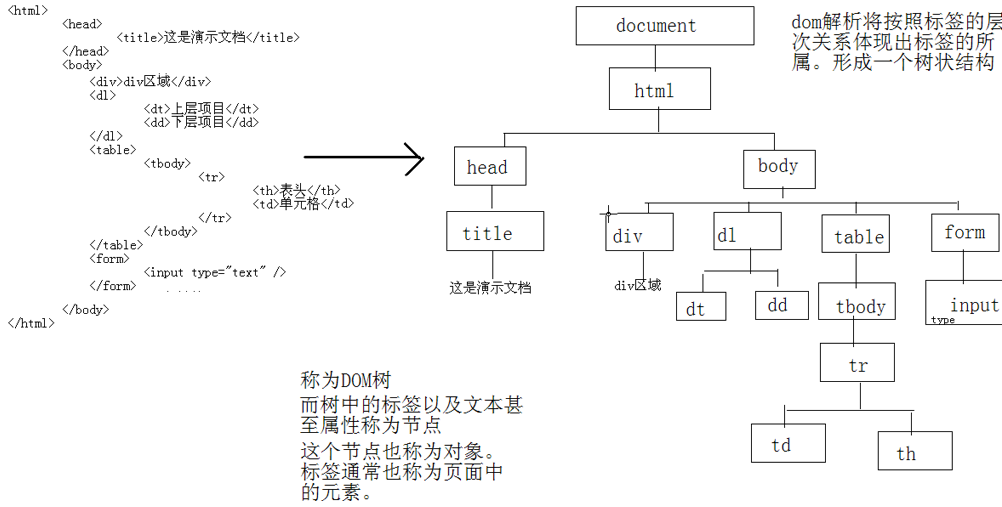 <html>
<head>
<title>这是演示文档</title>
</head>
<body>
<div>div区域</div>
<dl>
<dt>上层项目</dt>
<dd>下层项目</dd>
</dl>
<table>
<tbody>
<tr>
<th>表头</th>
<td>单元格</td>
</tr>
</tbody>
</table>
<form>
<input type="text" />
</form>
</body>
</html>
document
html
head
body
title
div
dl
table
form
这是演示文档
div区域
dt
dd
tbody
input
type
tr
td
th
dom解析将按照标签的层
次关系体现出标签的所
属。形成一个树状结构
称为DOM树
而树中的标签以及文本甚
至属性称为节点
这个节点也称为对象。
标签通常也称为页面中
的元素。